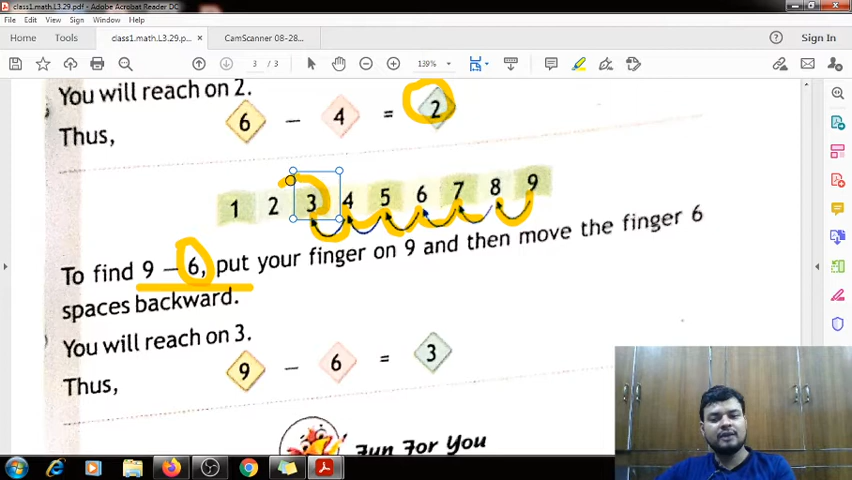 class1.math.L3.29.pdf - Adobe Acrobat Reader DC
File Edit View Sign Window Help
Home Tools class1.math.L3.29.p... × CamScanner 08-28... ? Sign In
3 / 3 139%
You will reach on 2.
6 – 4 = 2
Thus,
1 2 3 4 5 6 7 8 9
To find 9 – 6, put your finger on 9 and then move the finger 6
spaces backward.
You will reach on 3.
9 – 6 = 3
Thus,
Fun For You